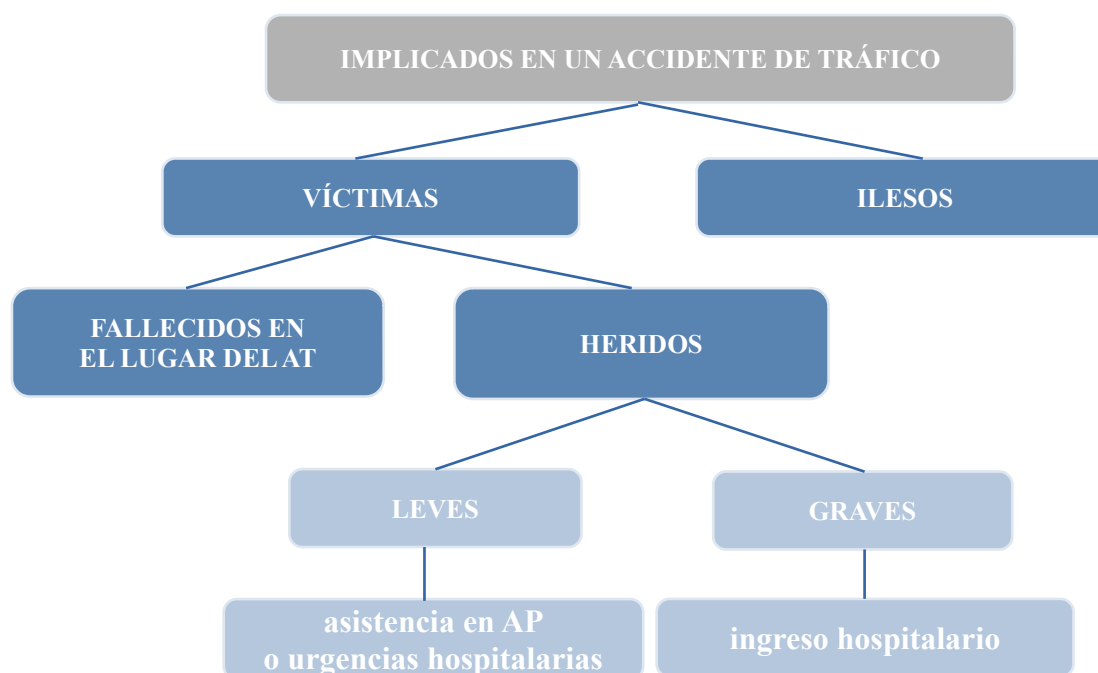 IMPLICADOS EN UN ACCIDENTE DE TRÁFICO
VÍCTIMAS
ILESOS
FALLECIDOS EN
EL LUGAR DEL AT
HERIDOS
LEVES
GRAVES
asistencia en AP
o urgencias hospitalarias
ingreso hospitalario